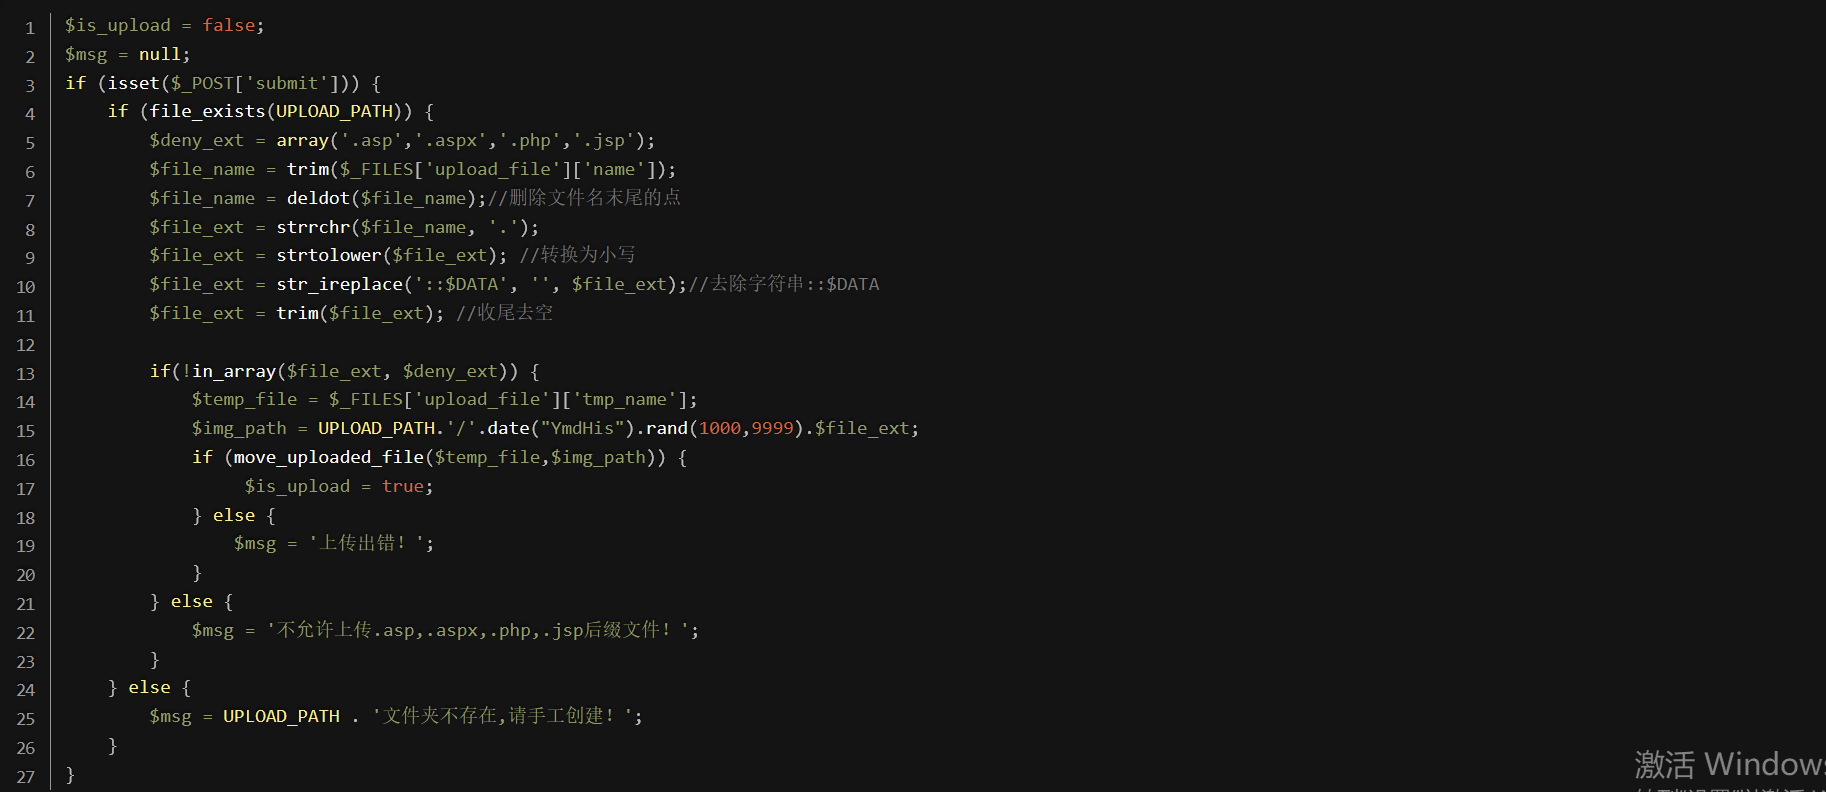 1 $is_upload = false;
2 $msg = null;
3 if (isset($_POST['submit'])) {
4     if (file_exists(UPLOAD_PATH)) {
5         $deny_ext = array('.asp','.aspx','.php','.jsp');
6         $file_name = trim($_FILES['upload_file']['name']);
7         $file_name = deldot($file_name);//删除文件名末尾的点
8         $file_ext = strrchr($file_name, '.');
9         $file_ext = strtolower($file_ext); //转换为小写
10         $file_ext = str_ireplace('::$DATA', '', $file_ext);//去除字符串::$DATA
11         $file_ext = trim($file_ext); //收尾去空
12
13         if(!in_array($file_ext, $deny_ext)) {
14             $temp_file = $_FILES['upload_file']['tmp_name'];
15             $img_path = UPLOAD_PATH.'/'.date("YmdHis").rand(1000,9999).$file_ext;
16             if (move_uploaded_file($temp_file,$img_path)) {
17                  $is_upload = true;
18             } else {
19                 $msg = '上传出错！';
20             }
21         } else {
22             $msg = '不允许上传.asp,.aspx,.php,.jsp后缀文件！';
23         }
24     } else {
25         $msg = UPLOAD_PATH . '文件夹不存在,请手工创建！';
26     }
27 }
激活 Windows